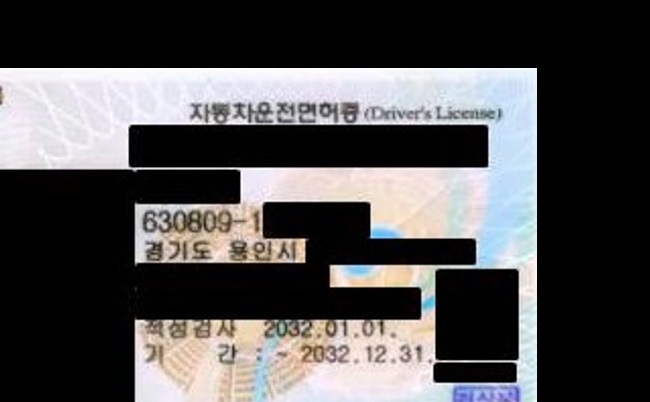 자동차운전면허증 (Driver's License)
630809-1
경기도 용인시
적성검사 2032.01.01.
기 간 : ~ 2032.12.31.